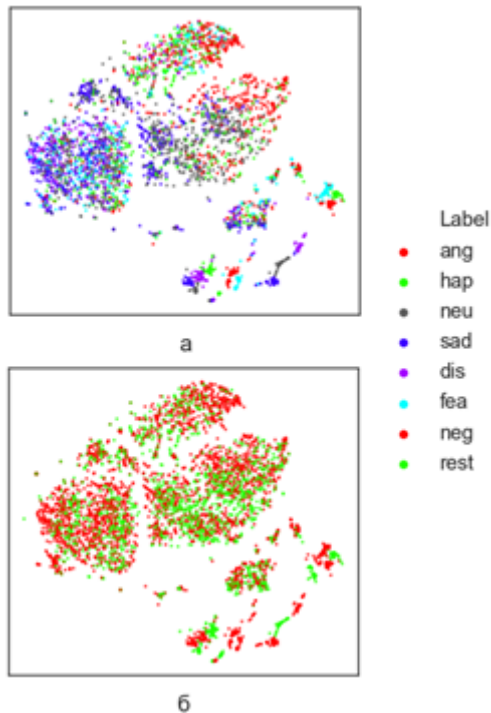 а
Label
ang
hap
neu
sad
dis
fea
neg
rest
б